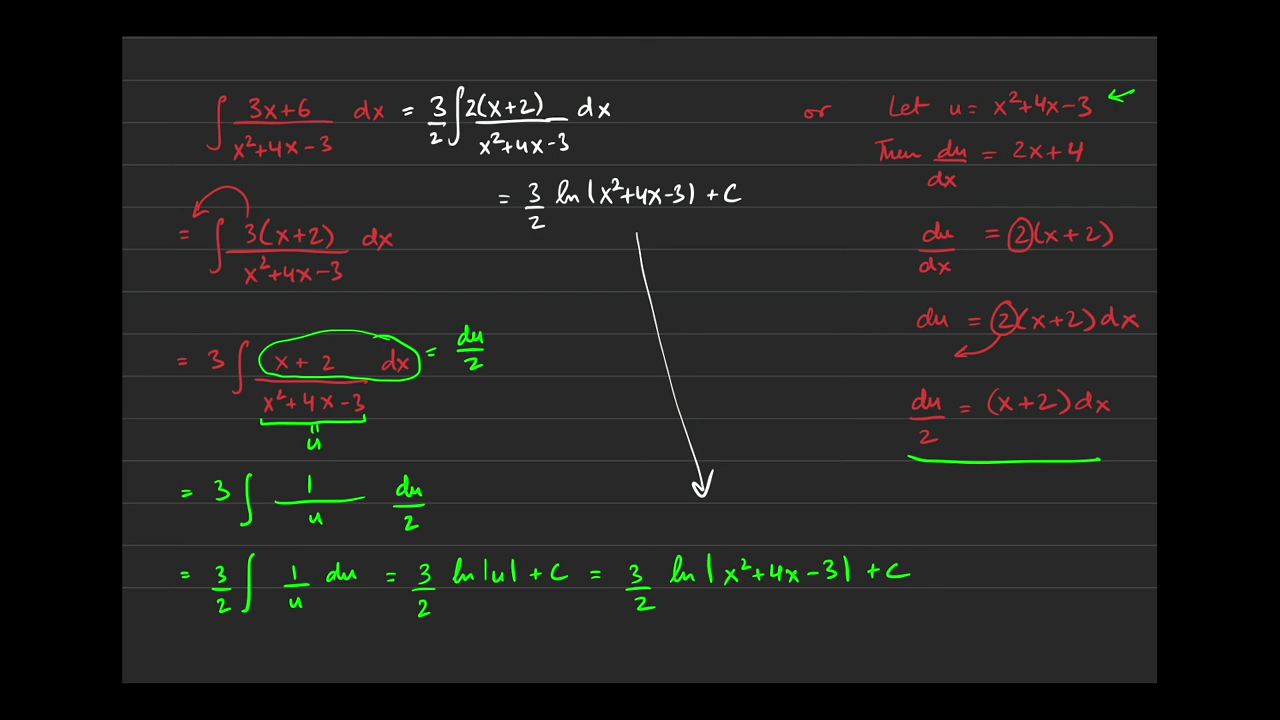 ∫ (3x+6)/(x²+4x-3) dx = 3/2 ∫ 2(x+2)/(x²+4x-3) dx
= 3/2 ln|x²+4x-3| + C
= ∫ 3(x+2)/(x²+4x-3) dx
= 3 ∫ (x+2 dx)/(x²+4x-3) = du/2
u
= 3 ∫ 1/u du/2
= 3/2 ∫ 1/u du = 3/2 ln|u| + C = 3/2 ln|x²+4x-3| + C
or Let u = x²+4x-3
Then du/dx = 2x+4
du/dx = 2(x+2)
du = 2(x+2)dx
du/2 = (x+2)dx